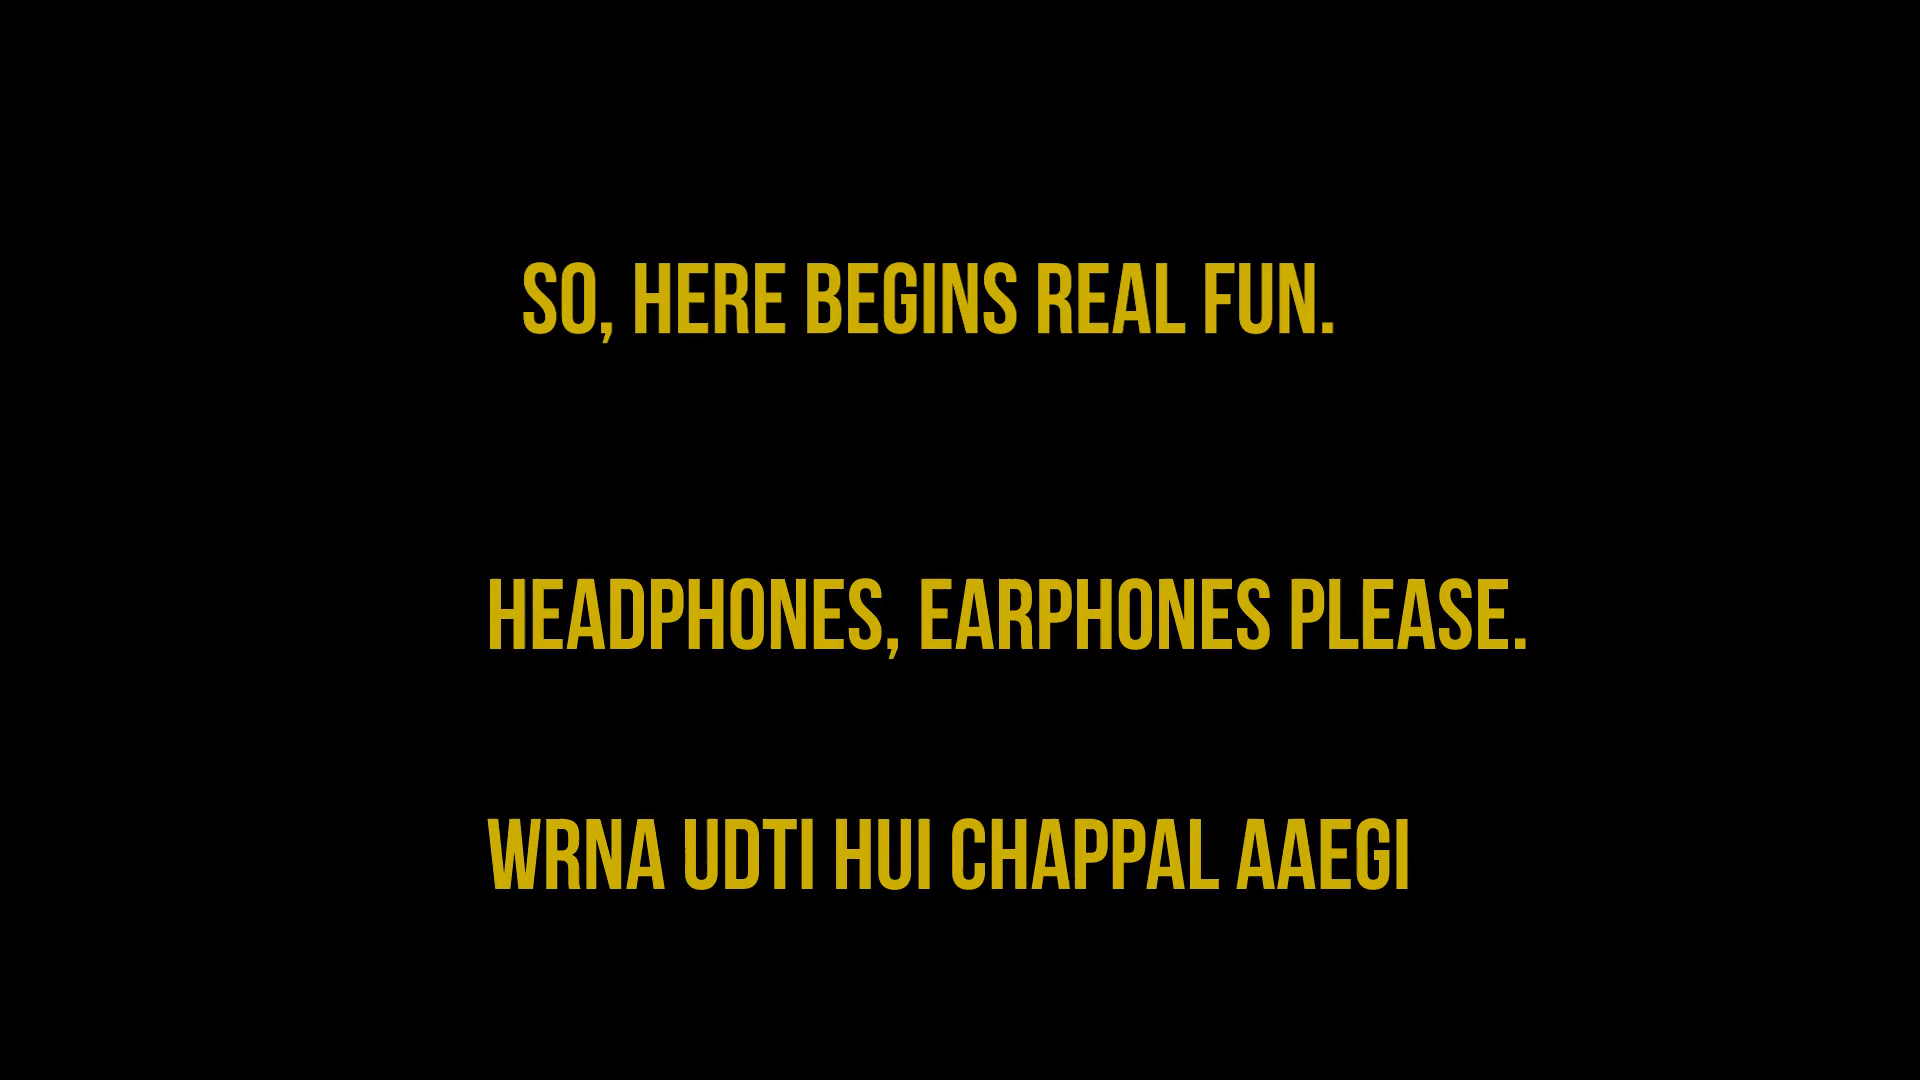 SO, HERE BEGINS REAL FUN.
HEADPHONES, EARPHONES PLEASE.
WRNA UDTI HUI CHAPPAL AAEGI